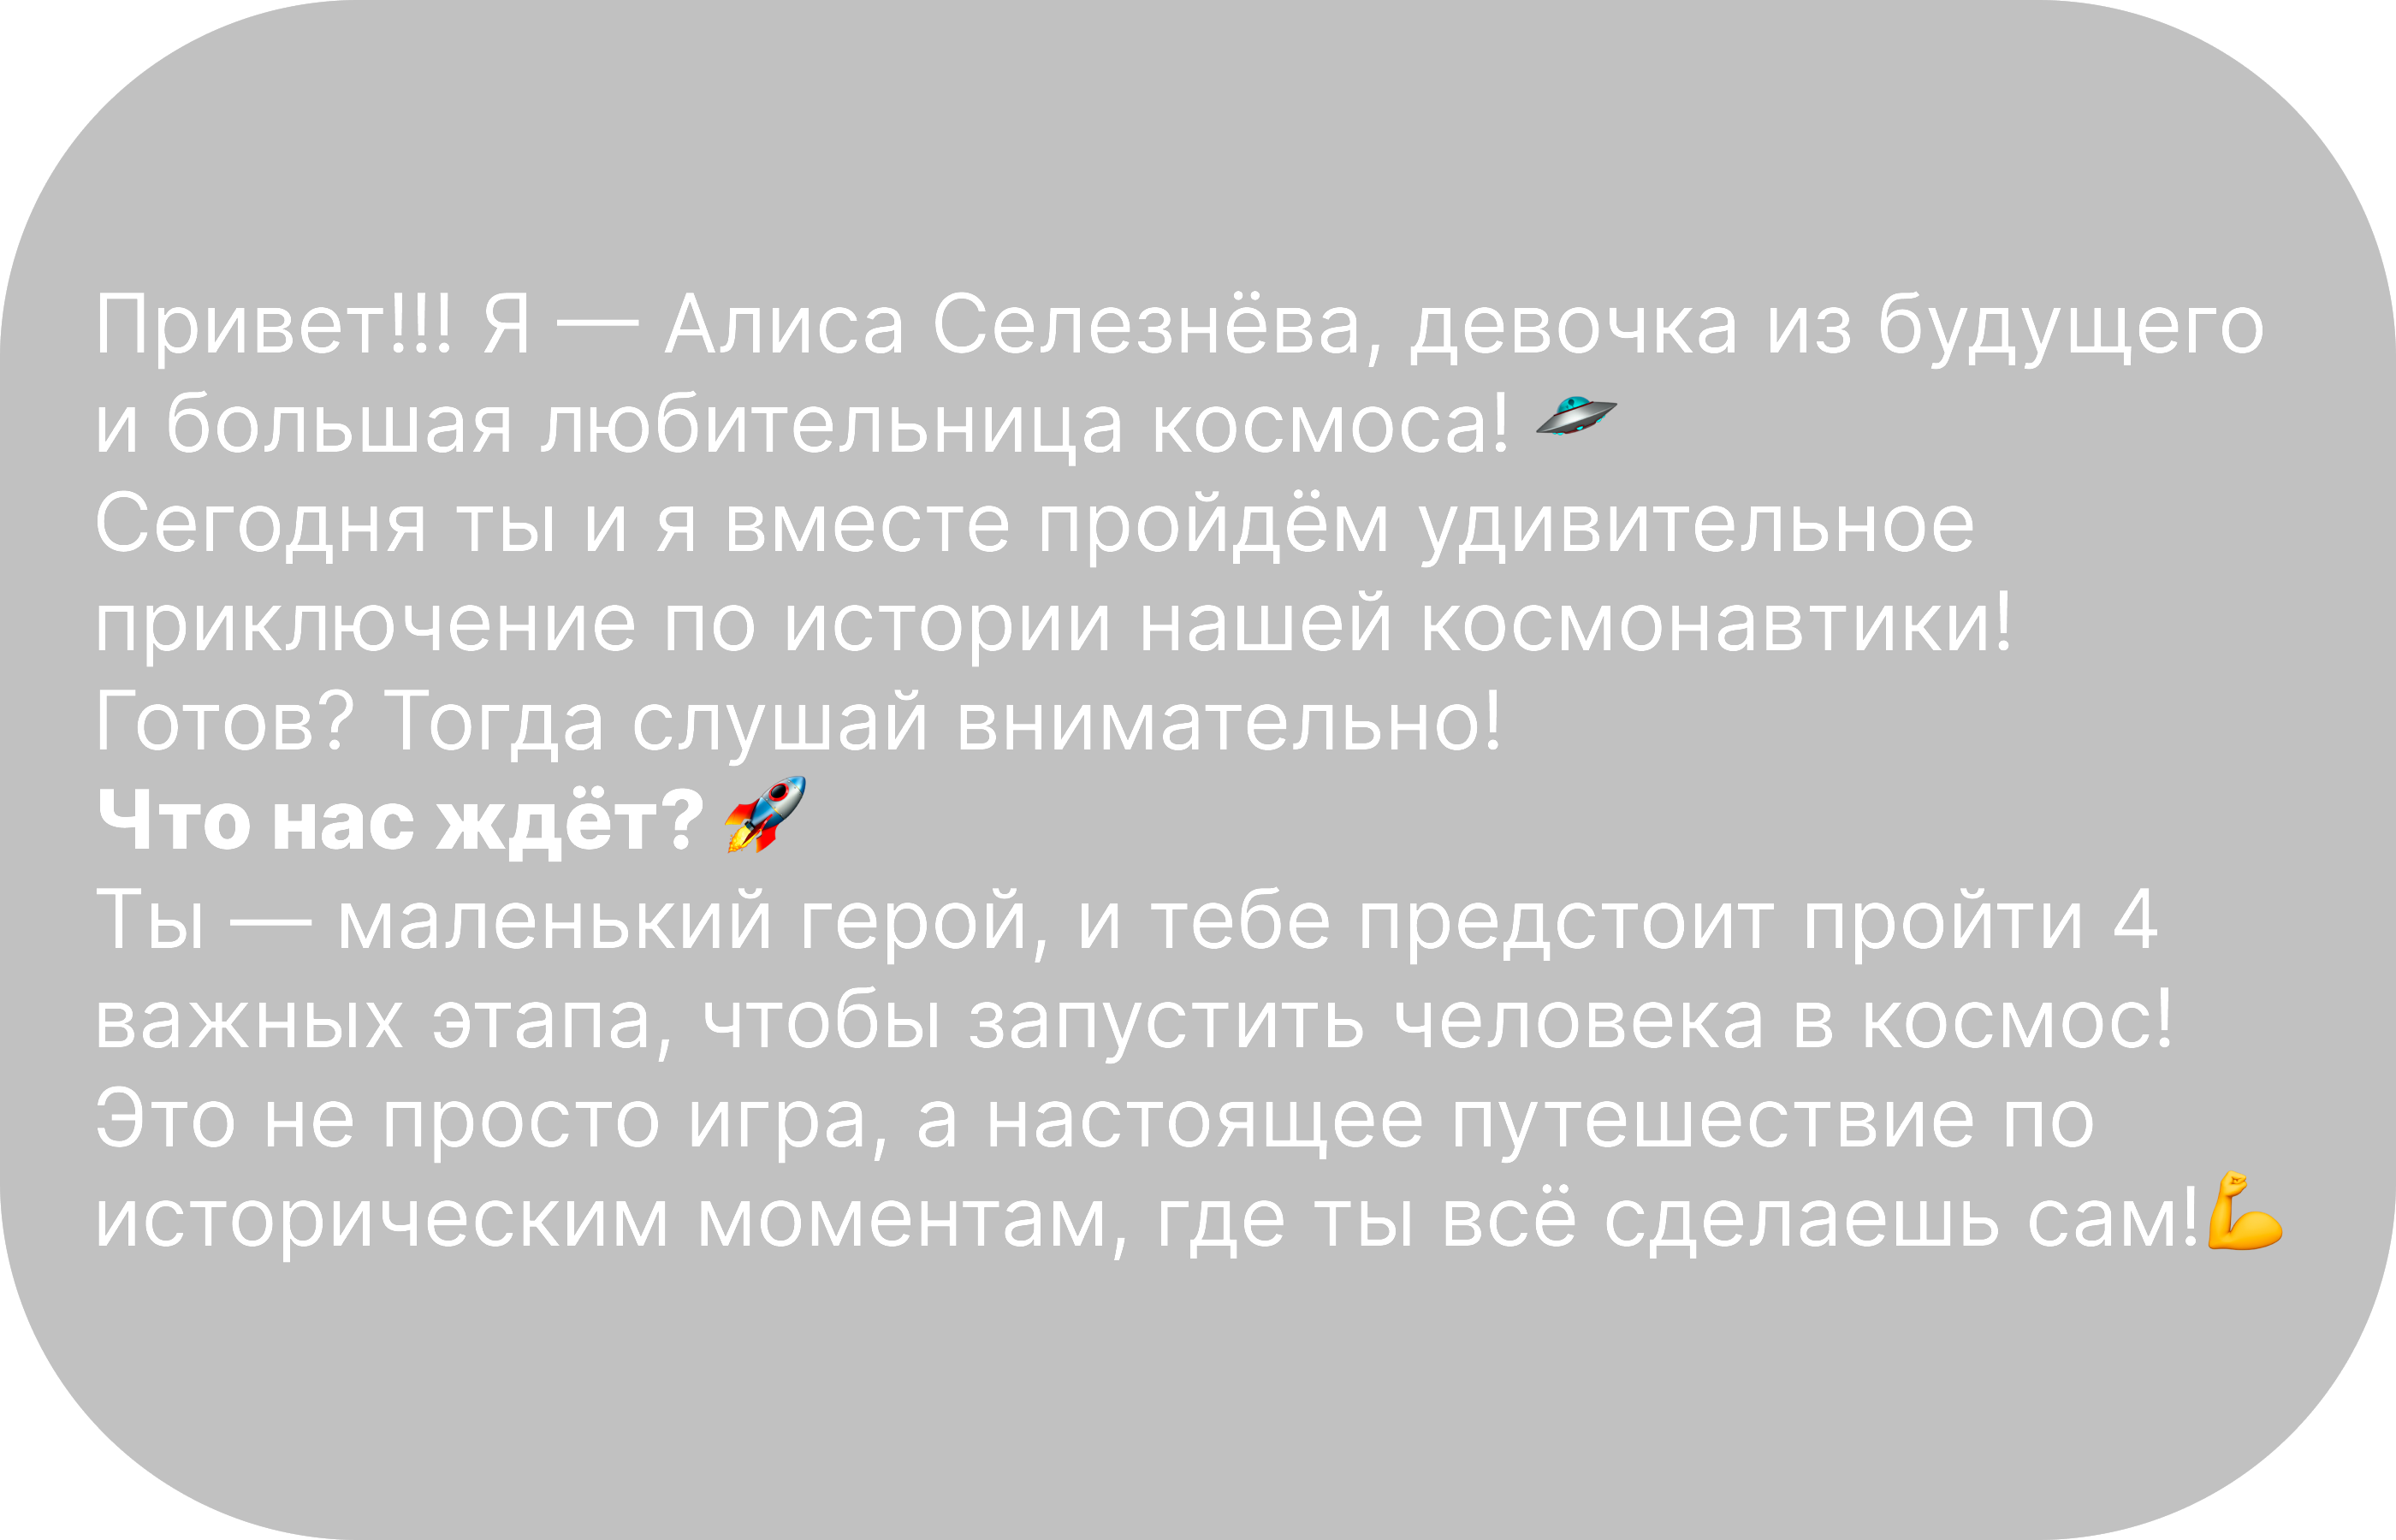 Привет!!! Я —Алиса Селезнёва, девочка из будущего
и большая любительница космоса! 🛸
Сегодня ты и я вместе пройдём удивительное
приключение по истории нашей космонавтики!
Готов? Тогда слушай внимательно!
Что нас ждёт? 🚀
Ты — маленький герой, и тебе предстоит пройти 4
важных этапа, чтобы запустить человека в космос!
Это не просто игра, а настоящее путешествие по
историческим моментам, где ты всё сделаешь сам!💪